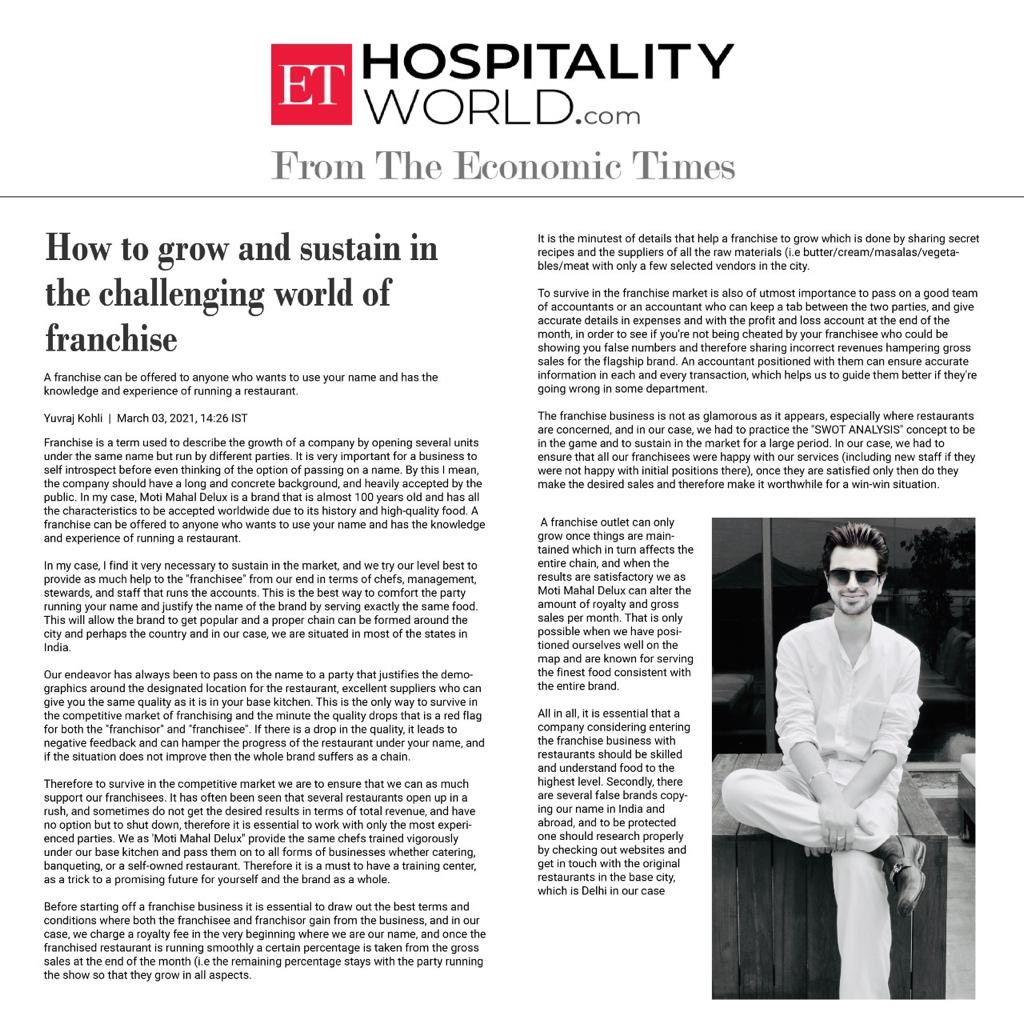 ET HOSPITALITY
WORLD.com
From The Economic Times
How to grow and sustain in
the challenging world of
franchise
A franchise can be offered to anyone who wants to use your name and has the
knowledge and experience of running a restaurant.
Yuvraj Kohli | March 03, 2021, 14:26 IST
Franchise is a term used to describe the growth of a company by opening several units
under the same name but run by different parties. It is very important for a business to
self introspect before even thinking of the option of passing on a name. By this I mean,
the company should have a long and concrete background, and heavily accepted by the
public. In my case, Moti Mahal Delux is a brand that is almost 100 years old and has all
the characteristics to be accepted worldwide due to its history and high-quality food. A
franchise can be offered to anyone who wants to use your name and has the knowledge
and experience of running a restaurant.
In my case, I find it very necessary to sustain in the market, and we try our level best to
provide as much help to the "franchisee" from our end in terms of chefs, management,
stewards, and staff that runs the accounts. This is the best way to comfort the party
running your name and justify the name of the brand by serving exactly the same food.
This will allow the brand to get popular and a proper chain can be formed around the
city and perhaps the country and in our case, we are situated in most of the states in
India.
Our endeavor has always been to pass on the name to a party that justifies the demo-
graphics around the designated location for the restaurant, excellent suppliers who can
give you the same quality as it is in your base kitchen. This is the only way to survive in
the competitive market of franchising and the minute the quality drops that is a red flag
for both the "franchisor" and "franchisee". If there is a drop in the quality, it leads to
negative feedback and can hamper the progress of the restaurant under your name, and
if the situation does not improve then the whole brand suffers as a chain.
Therefore to survive in the competitive market we are to ensure that we can as much
support our franchisees. It has often been seen that several restaurants open up in a
rush, and sometimes do not get the desired results in terms of total revenue, and have
no option but to shut down, therefore it is essential to work with only the most experi-
enced parties. We as 'Moti Mahal Delux" provide the same chefs trained vigorously
under our base kitchen and pass them on to all forms of businesses whether catering,
banqueting, or a self-owned restaurant. Therefore it is a must to have a training center,
as a trick to a promising future for yourself and the brand as a whole.
Before starting off a franchise business it is essential to draw out the best terms and
conditions where both the franchisee and franchisor gain from the business, and in our
case, we charge a royalty fee in the very beginning where we are our name, and once the
franchised restaurant is running smoothly a certain percentage is taken from the gross
sales at the end of the month (i.e the remaining percentage stays with the party running
the show so that they grow in all aspects.
It is the minutest of details that help a franchise to grow which is done by sharing secret
recipes and the suppliers of all the raw materials (i.e butter/cream/masalas/vegeta-
bles/meat with only a few selected vendors in the city.
To survive in the franchise market is also of utmost importance to pass on a good team
of accountants or an accountant who can keep a tab between the two parties, and give
accurate details in expenses and with the profit and loss account at the end of the
month, in order to see if you're not being cheated by your franchisee who could be
showing you false numbers and therefore sharing incorrect revenues hampering gross
sales for the flagship brand. An accountant positioned with them can ensure accurate
information in each and every transaction, which helps us to guide them better if they're
going wrong in some department.
The franchise business is not as glamorous as it appears, especially where restaurants
are concerned, and in our case, we had to practice the "SWOT ANALYSIS" concept to be
in the game and to sustain in the market for a large period. In our case, we had to
ensure that all our franchisees were happy with our services (including new staff if they
were not happy with initial positions there), once they are satisfied only then do they
make the desired sales and therefore make it worthwhile for a win-win situation.
A franchise outlet can only
grow once things are main-
tained which in turn affects the
entire chain, and when the
results are satisfactory we as
Moti Mahal Delux can alter the
amount of royalty and gross
sales per month. That is only
possible when we have posi-
tioned ourselves well on the
map and are known for serving
the finest food consistent with
the entire brand.
All in all, it is essential that a
company considering entering
the franchise business with
restaurants should be skilled
and understand food to the
highest level. Secondly, there
are several false brands copy-
ing our name in India and
abroad, and to be protected
one should research properly
by checking out websites and
get in touch with the original
restaurants in the base city,
which is Delhi in our case